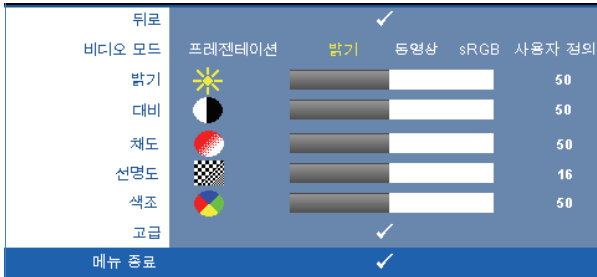 뒤로
비디오 모드 프레젠테이션 밝기 동영상 sRGB 사용자 정의
밝기 50
대비 50
채도 50
선명도 16
색조 50
고급
메뉴 종료